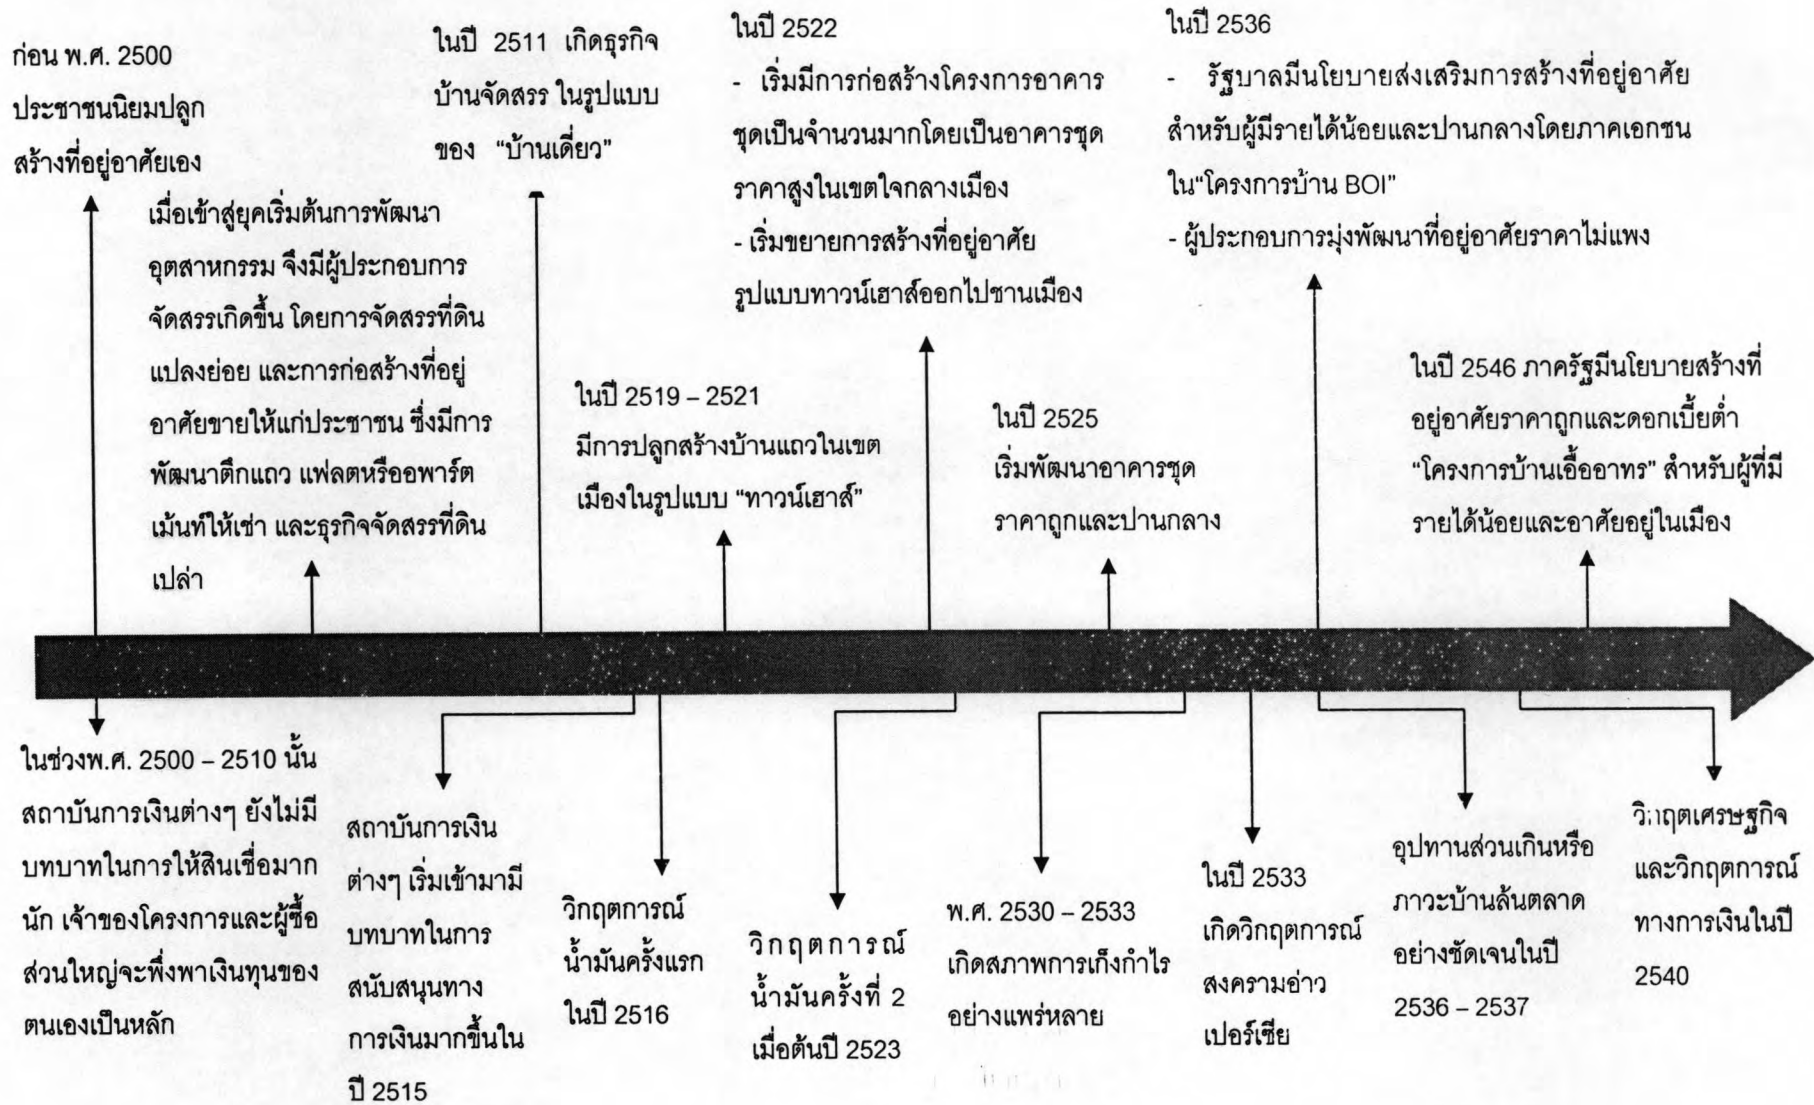 ก่อน พ.ศ. 2500
ประชาชนนิยมปลูก
สร้างที่อยู่อาศัยเอง
เมื่อเข้าสู่ยุคเริ่มต้นการพัฒนา
อุตสาหกรรม จึงมีผู้ประกอบการ
จัดสรรเกิดขึ้น โดยการจัดสรรที่ดิน
แปลงย่อย และการก่อสร้างที่อยู่
อาศัยขายให้แก่ประชาชน ซึ่งมีการ
พัฒนาตึกแถว แฟลตหรืออพาร์ต
เม้นท์ให้เช่า และธุรกิจจัดสรรที่ดิน
เปล่า
ในปี 2511 เกิดธุรกิจ
บ้านจัดสรร ในรูปแบบ
ของ “บ้านเดี่ยว”
ในปี 2519 – 2521
มีการปลูกสร้างบ้านแถวในเขต
เมืองในรูปแบบ “ทาวน์เฮาส์”
ในปี 2522
- เริ่มมีการก่อสร้างโครงการอาคาร
ชุดเป็นจำนวนมากโดยเป็นอาคารชุด
ราคาสูงในเขตใจกลางเมือง
- เริ่มขยายการสร้างที่อยู่อาศัย
รูปแบบทาวน์เฮาส์ออกไปชานเมือง
ในปี 2525
เริ่มพัฒนาอาคารชุด
ราคาถูกและปานกลาง
ในปี 2536
- รัฐบาลมีนโยบายส่งเสริมการสร้างที่อยู่อาศัย
สำหรับผู้มีรายได้น้อยและปานกลางโดยภาคเอกชน
ใน“โครงการบ้าน BOI”
- ผู้ประกอบการมุ่งพัฒนาที่อยู่อาศัยราคาไม่แพง
ในปี 2546 ภาครัฐมีนโยบายสร้างที่
อยู่อาศัยราคาถูกและดอกเบี้ยต่ำ
“โครงการบ้านเอื้ออาทร” สำหรับผู้ที่มี
รายได้น้อยและอาศัยอยู่ในเมือง
ในช่วงพ.ศ. 2500 – 2510 นั้น
สถาบันการเงินต่างๆ ยังไม่มี
บทบาทในการให้สินเชื่อมาก
นัก เจ้าของโครงการและผู้ซื้อ
ส่วนใหญ่จะพึ่งพาเงินทุนของ
ตนเองเป็นหลัก
สถาบันการเงิน
ต่างๆ เริ่มเข้ามามี
บทบาทในการ
สนับสนุนทาง
การเงินมากขึ้นใน
ปี 2515
วิกฤตการณ์
น้ำมันครั้งแรก
ในปี 2516
วิกฤตการณ์
น้ำมันครั้งที่ 2
เมื่อต้นปี 2523
พ.ศ. 2530 – 2533
เกิดสภาพการเก็งกำไร
อย่างแพร่หลาย
ในปี 2533
เกิดวิกฤตการณ์
สงครามอ่าว
เปอร์เซีย
อุปทานส่วนเกินหรือ
ภาวะบ้านล้นตลาด
อย่างชัดเจนในปี
2536 – 2537
วิกฤตเศรษฐกิจ
และวิกฤตการณ์
ทางการเงินในปี
2540